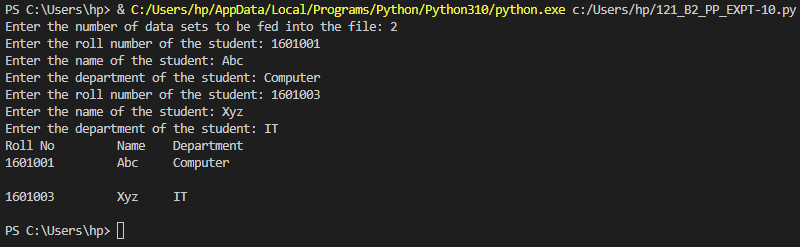 PS C:\Users\hp> & C:/Users/hp/AppData/Local/Programs/Python/Python310/python.exe c:/Users/hp/121_B2_PP_EXPT-10.py
Enter the number of data sets to be fed into the file: 2
Enter the roll number of the student: 1601001
Enter the name of the student: Abc
Enter the department of the student: Computer
Enter the roll number of the student: 1601003
Enter the name of the student: Xyz
Enter the department of the student: IT
Roll No         Name    Department
1601001         Abc     Computer

1601003         Xyz     IT

PS C:\Users\hp>